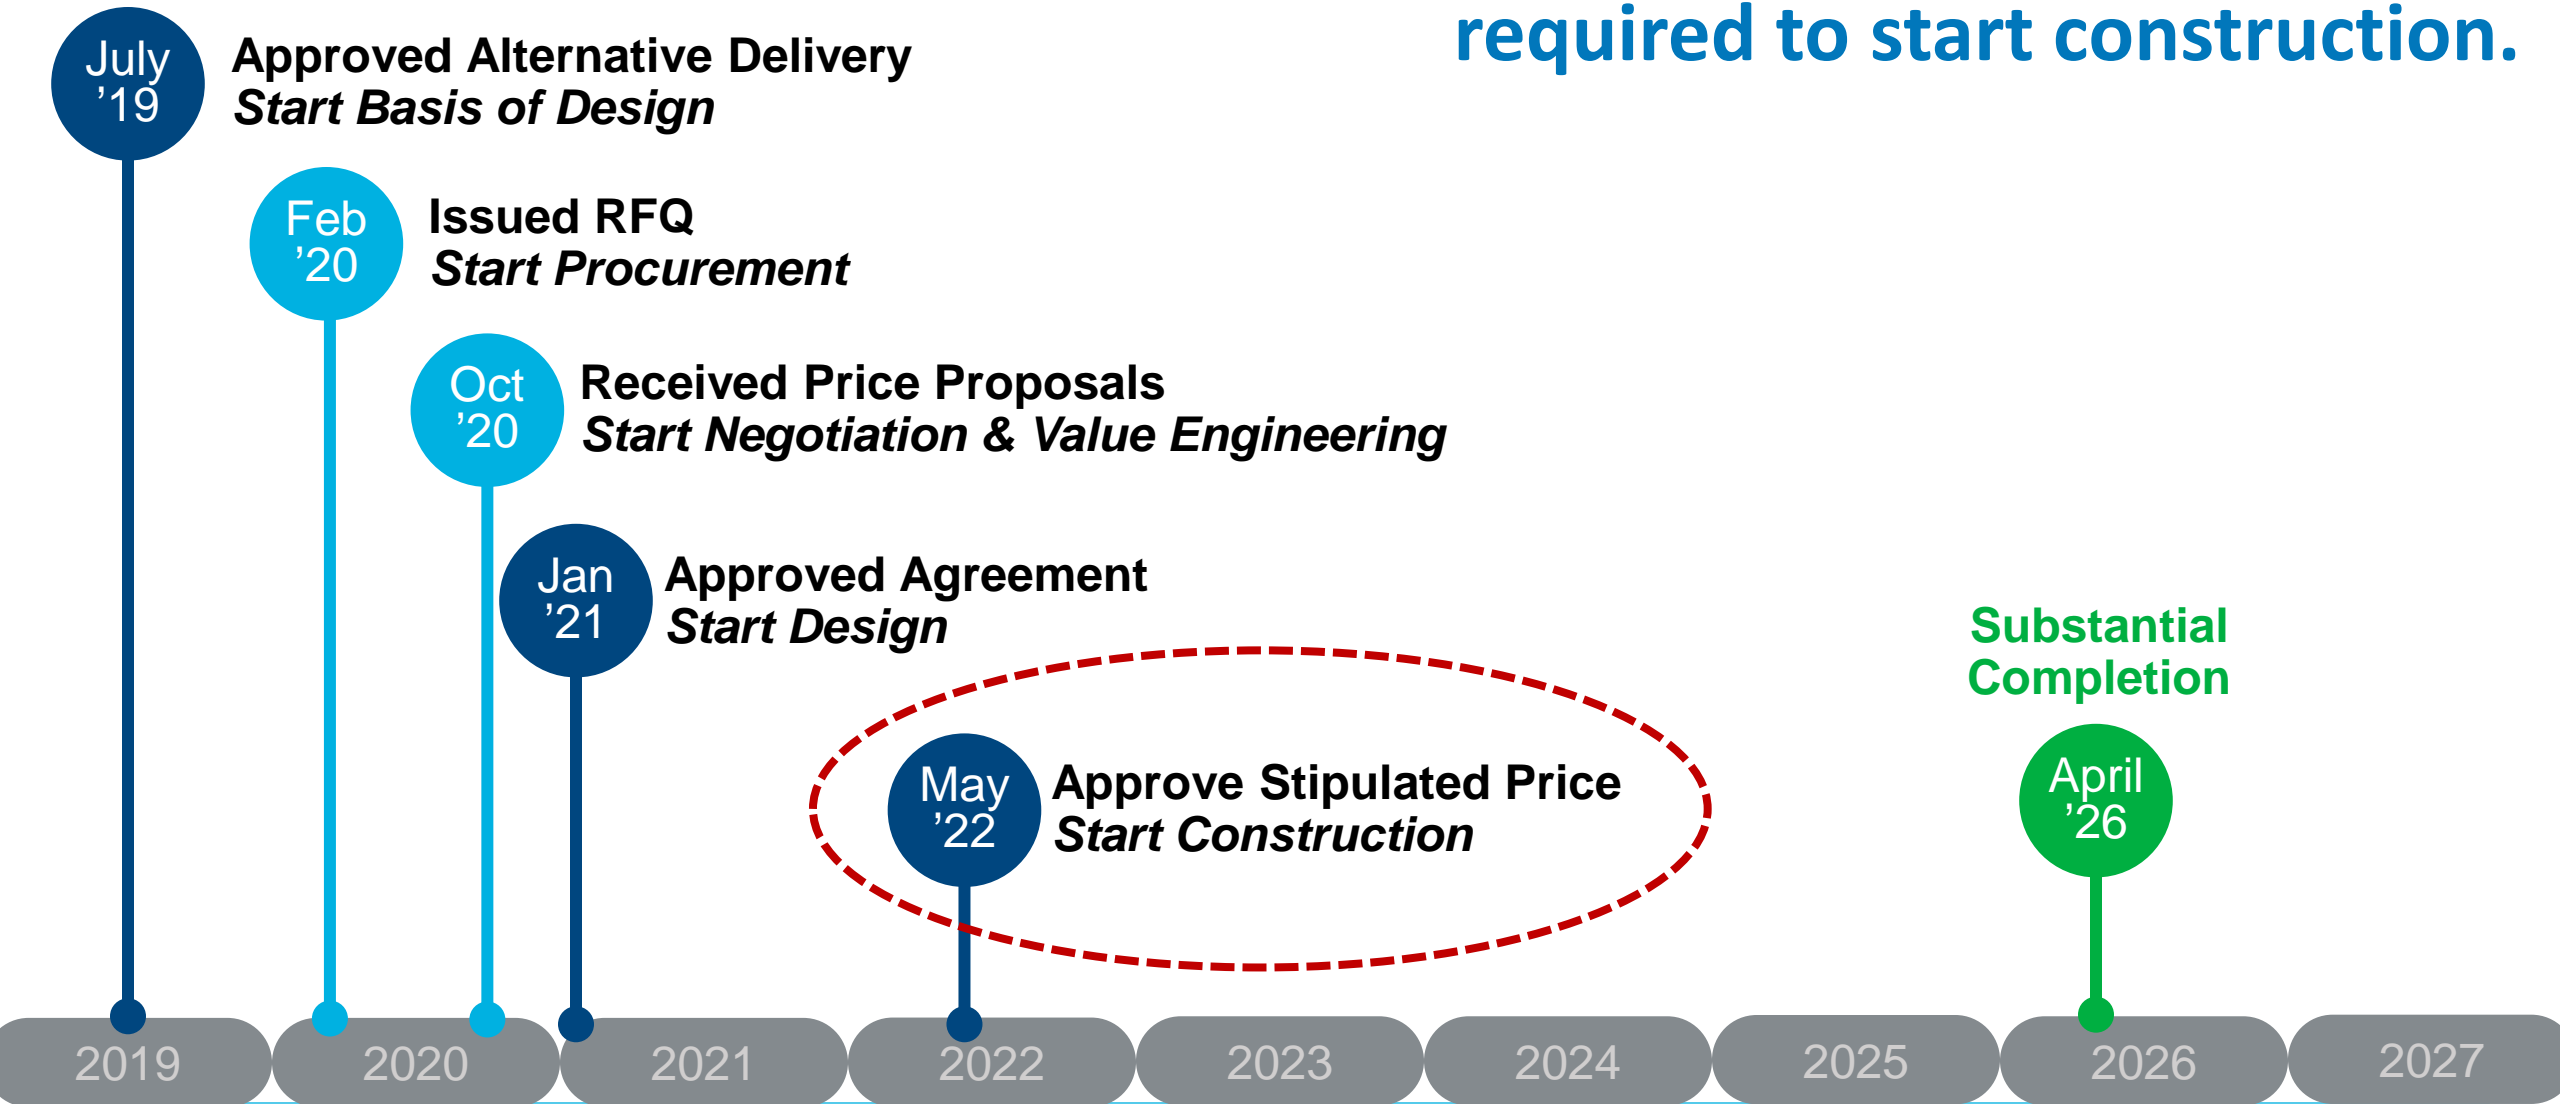 required to start construction.
July
’19
Approved Alternative Delivery
Start Basis of Design
Feb
’20
Issued RFQ
Start Procurement
Oct
’20
Received Price Proposals
Start Negotiation & Value Engineering
Jan
’21
Approved Agreement
Start Design
Substantial
Completion
May
’22
Approve Stipulated Price
Start Construction
April
’26
2019
2020
2021
2022
2023
2024
2025
2026
2027